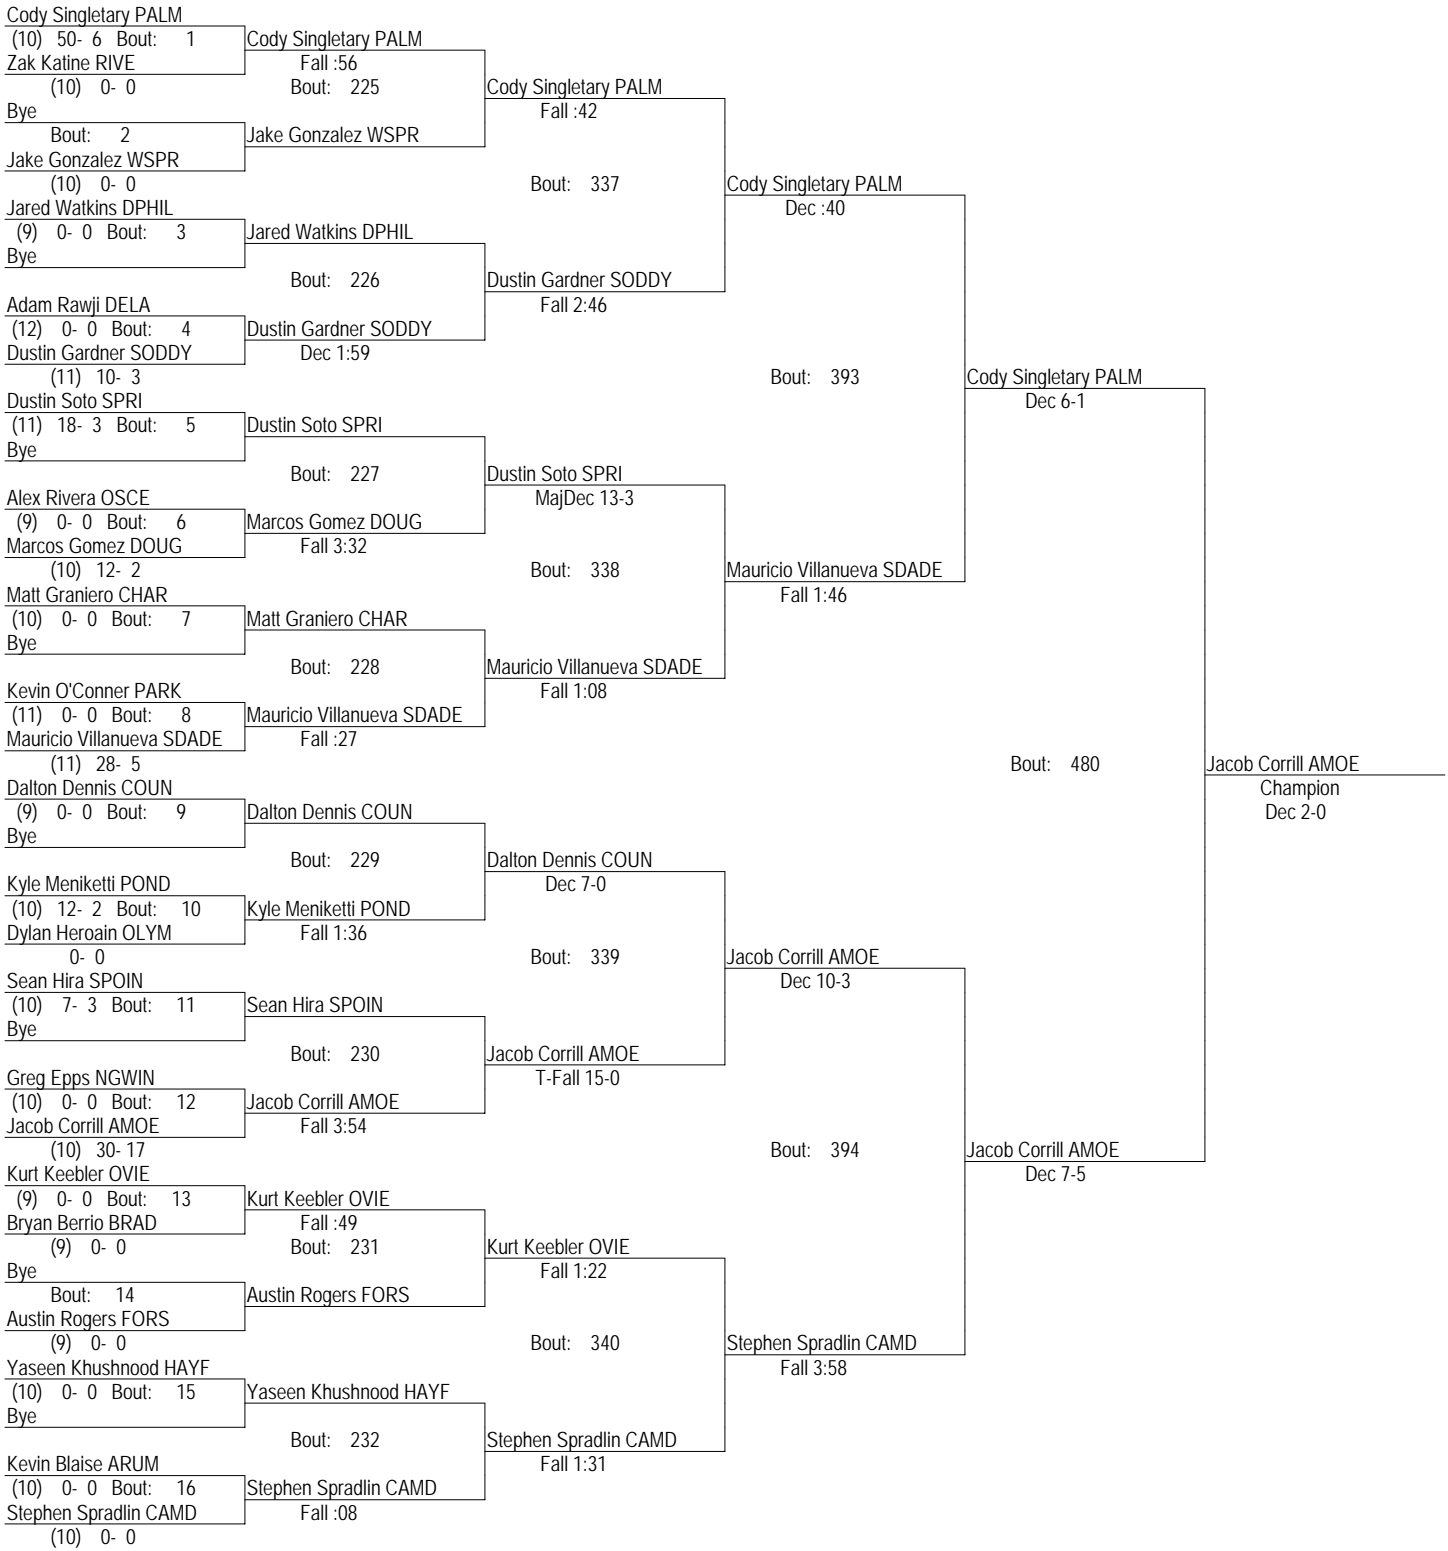 Cody Singletary PALM
(10) 50- 6 Bout: 1
Zak Katine RIVE
(10) 0- 0
Bye
Bout: 2
Jake Gonzalez WSPR
(10) 0- 0
Jared Watkins DPHIL
(9) 0- 0 Bout: 3
Bye
Adam Rawji DELA
(12) 0- 0 Bout: 4
Dustin Gardner SODDY
(11) 10- 3
Dustin Soto SPRI
(11) 18- 3 Bout: 5
Bye
Alex Rivera OSCE
(9) 0- 0 Bout: 6
Marcos Gomez DOUG
(10) 12- 2
Matt Graniero CHAR
(10) 0- 0 Bout: 7
Bye
Kevin O'Conner PARK
(11) 0- 0 Bout: 8
Mauricio Villanueva SDADE
(11) 28- 5
Dalton Dennis COUN
(9) 0- 0 Bout: 9
Bye
Kyle Meniketti POND
(10) 12- 2 Bout: 10
Dylan Heroain OLYM
0- 0
Sean Hira SPOIN
(10) 7- 3 Bout: 11
Bye
Greg Epps NGWIN
(10) 0- 0 Bout: 12
Jacob Corrill AMOE
(10) 30- 17
Kurt Keebler OVIE
(9) 0- 0 Bout: 13
Bryan Berrio BRAD
(9) 0- 0
Bye
Bout: 14
Austin Rogers FORS
(9) 0- 0
Yaseen Khushnood HAYF
(10) 0- 0 Bout: 15
Bye
Kevin Blaise ARUM
(10) 0- 0 Bout: 16
Stephen Spradlin CAMD
(10) 0- 0
Cody Singletary PALM
Fall :56
Bout: 225
Jake Gonzalez WSPR
Jared Watkins DPHIL
Bout: 226
Dustin Gardner SODDY
Dec 1:59
Dustin Soto SPRI
Bout: 227
Marcos Gomez DOUG
Fall 3:32
Matt Graniero CHAR
Bout: 228
Mauricio Villanueva SDADE
Fall :27
Dalton Dennis COUN
Bout: 229
Kyle Meniketti POND
Fall 1:36
Sean Hira SPOIN
Bout: 230
Jacob Corrill AMOE
Fall 3:54
Kurt Keebler OVIE
Fall :49
Bout: 231
Austin Rogers FORS
Yaseen Khushnood HAYF
Bout: 232
Stephen Spradlin CAMD
Fall :08
Cody Singletary PALM
Fall :42
Bout: 337
Dustin Gardner SODDY
Fall 2:46
Dustin Soto SPRI
MajDec 13-3
Bout: 338
Mauricio Villanueva SDADE
Fall 1:08
Dalton Dennis COUN
Dec 7-0
Bout: 339
Jacob Corrill AMOE
T-Fall 15-0
Kurt Keebler OVIE
Fall 1:22
Bout: 340
Stephen Spradlin CAMD
Fall 1:31
Cody Singletary PALM
Dec :40
Bout: 393
Mauricio Villanueva SDADE
Fall 1:46
Jacob Corrill AMOE
Dec 10-3
Bout: 394
Stephen Spradlin CAMD
Fall 3:58
Cody Singletary PALM
Dec 6-1
Bout: 480
Jacob Corrill AMOE
Dec 7-5
Jacob Corrill AMOE
Champion
Dec 2-0